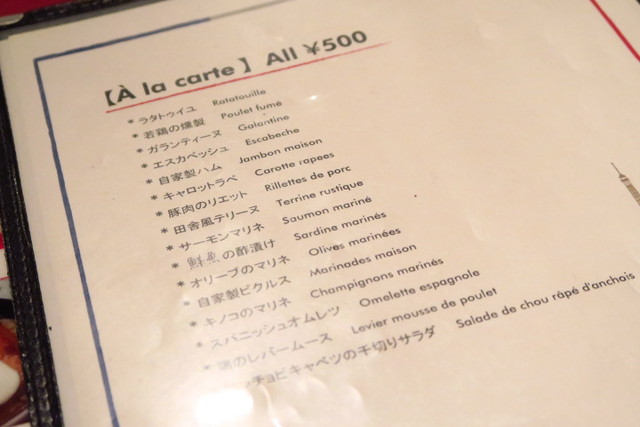 【À la carte】 All ¥500
* ラタトゥイユ Ratatouille
* 若鶏の燻製 Poulet fumé
* ガランティーヌ Galantine
* エスカベッシュ Escabeche
* 自家製ハム Jambon maison
* キャロットラペ Carotte rapees
* 豚肉のリエット Rillettes de porc
* 田舎風テリーヌ Terrine rustique
* サーモンマリネ Saumon mariné
* 鮮魚の酢漬け Sardine marinés
* オリーブのマリネ Olives marinées
* 自家製ピクルス Marinades maison
* キノコのマリネ Champignons marinés
* スパニッシュオムレツ Omelette espagnole
* のレバームース Levier mousse de poulet
チョビキャベツの千切りサラダ Salade de chou râpé d'anchois